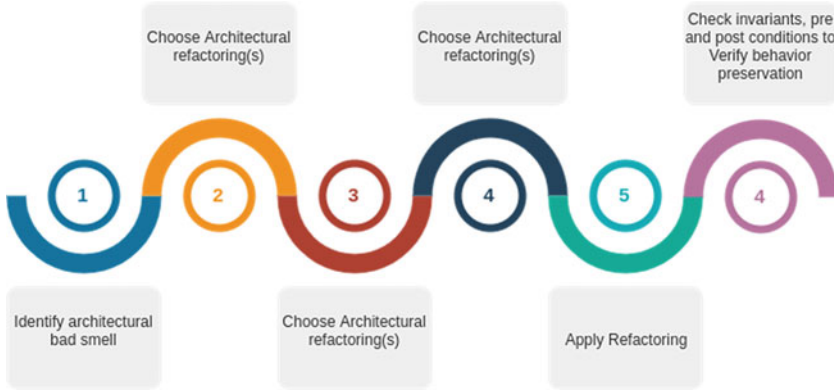 Choose Architectural
refactoring(s)
Choose Architectural
refactoring(s)
Check invariants, pre
and post conditions to
Verify behavior
preservation
1
2
3
4
5
4
Identify architectural
bad smell
Choose Architectural
refactoring(s)
Apply Refactoring